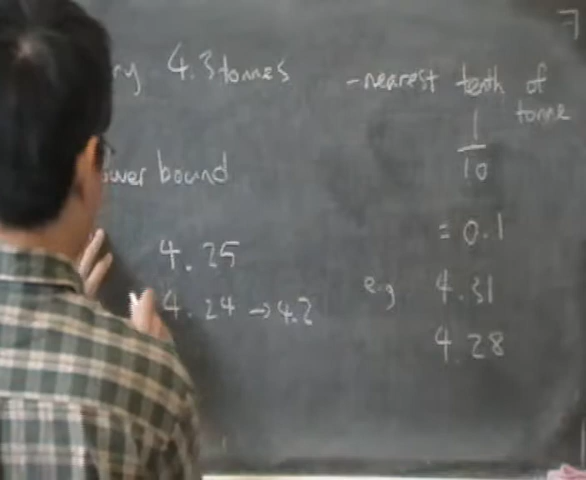 7
ry 4.3 tonnes
-nearest tenth of
tonne
1
10
ower bound
= 0.1
4.25
e.g 4.31
4.24 → 4.2
4.28